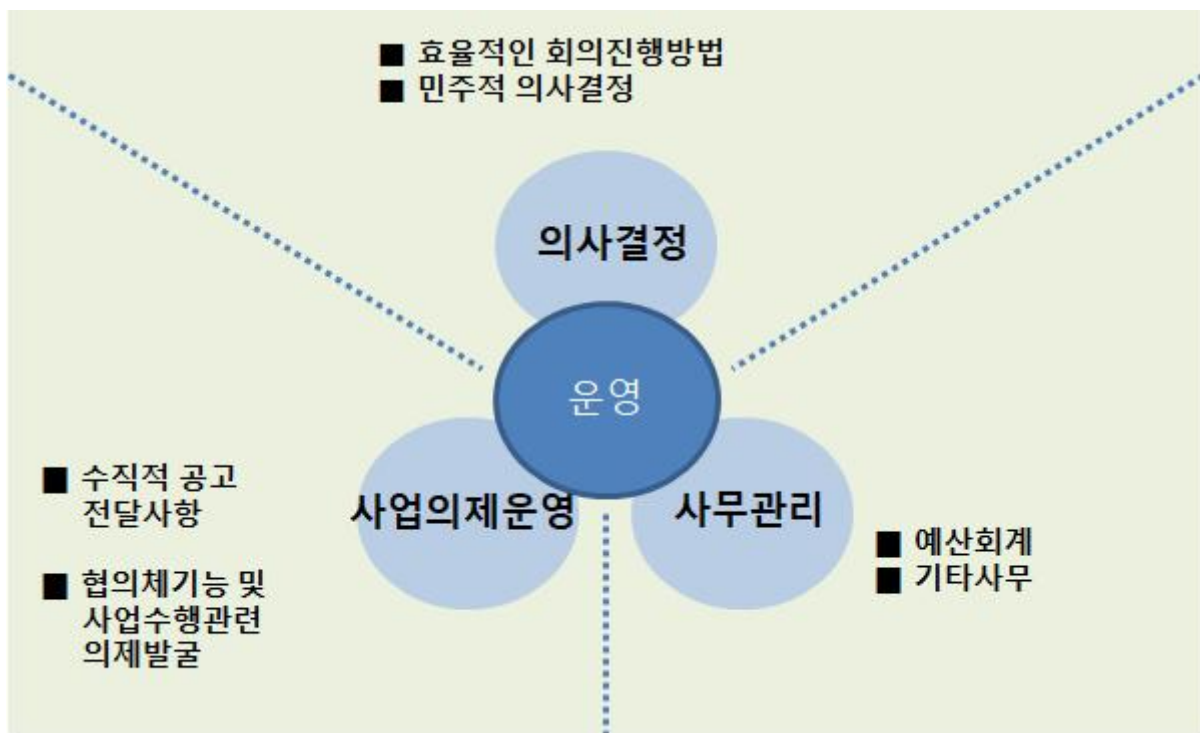 ■ 효율적인 회의진행방법
■ 민주적 의사결정
의사결정
운영
사업의제운영
사무관리
■ 수직적 공고
전달사항
■ 협의체기능 및
사업수행관련
의제발굴
■ 예산회계
■ 기타사무